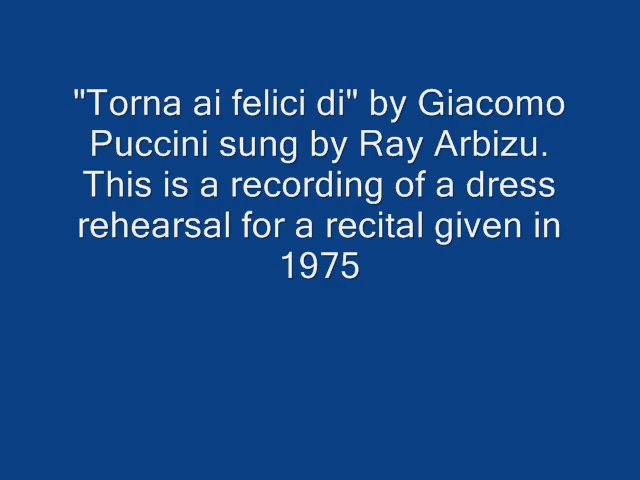 "Torna ai felici di" by Giacomo
Puccini sung by Ray Arbizu.
This is a recording of a dress
rehearsal for a recital given in
1975